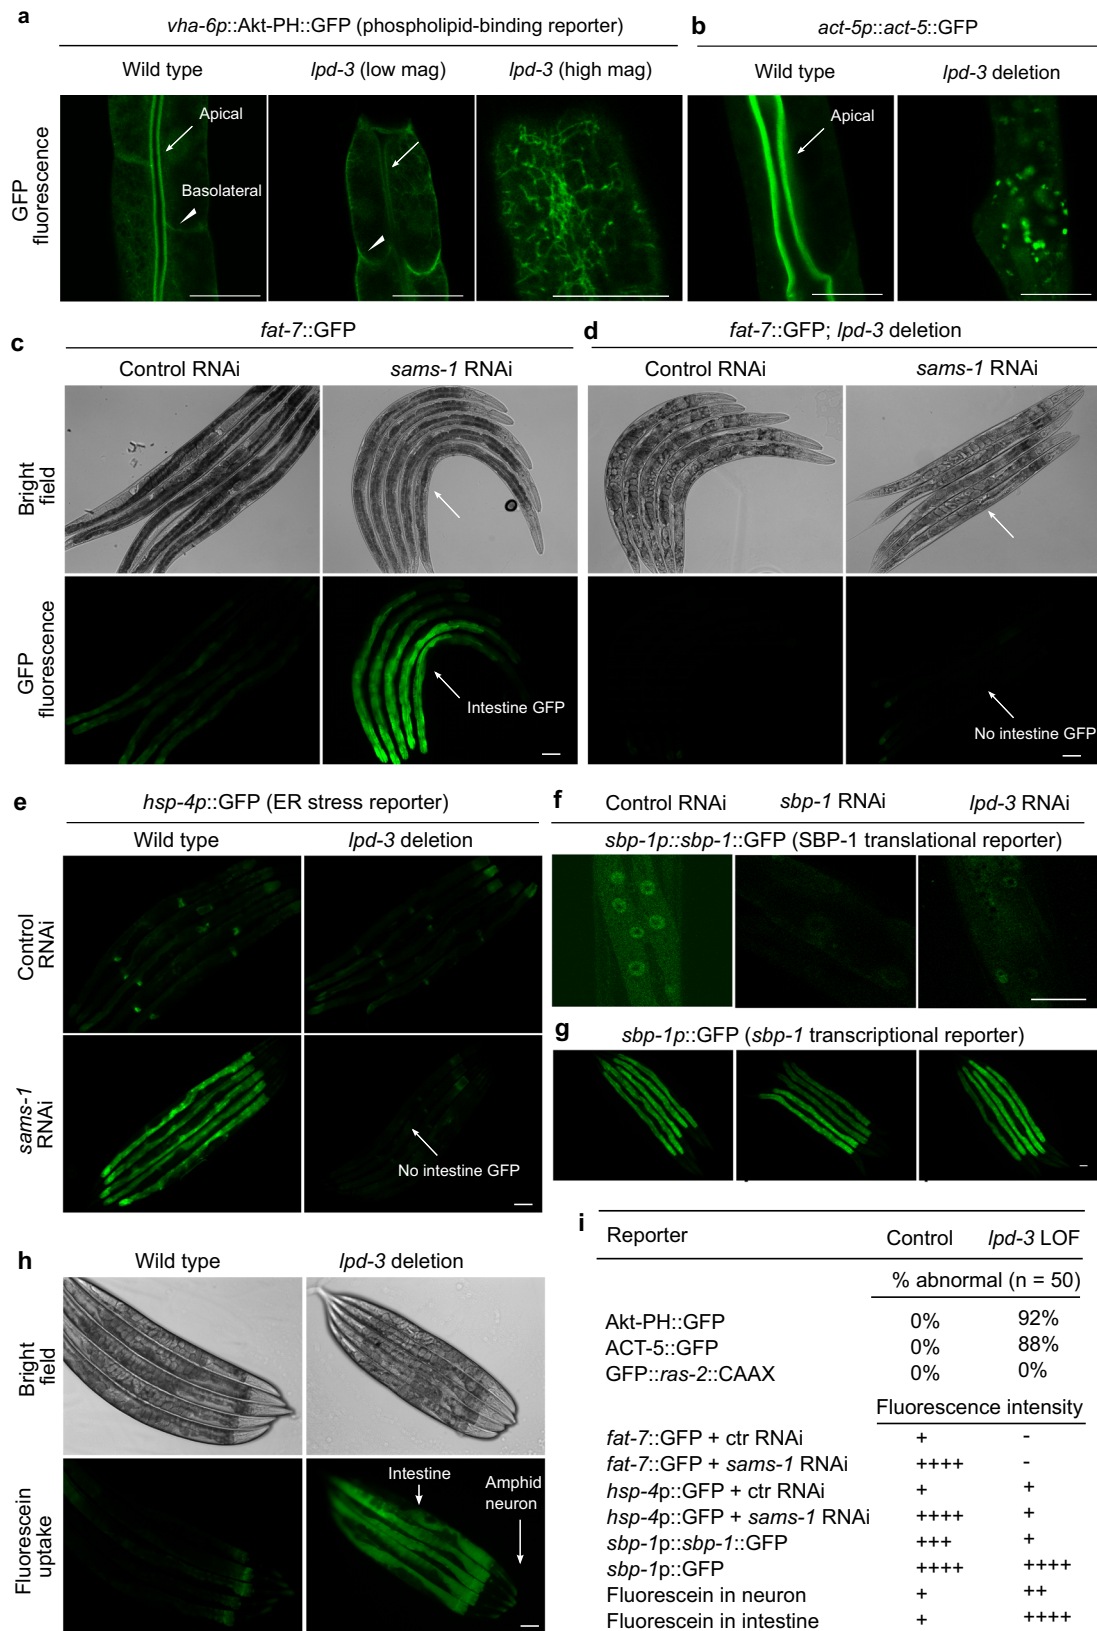 a
vha-6p::Akt-PH::GFP (phospholipid-binding reporter)
Wild type
lpd-3 (low mag)
lpd-3 (high mag)
GFP
fluorescence
Apical
Basolateral
b
act-5p::act-5::GFP
Wild type
lpd-3 deletion
Apical
c
fat-7::GFP
Control RNAi
sams-1 RNAi
Bright
field
GFP
fluorescence
Intestine GFP
d
fat-7::GFP; lpd-3 deletion
Control RNAi
sams-1 RNAi
No intestine GFP
e
hsp-4p::GFP (ER stress reporter)
Wild type
lpd-3 deletion
Control
RNAi
sams-1
RNAi
No intestine GFP
f
Control RNAi
sbp-1 RNAi
lpd-3 RNAi
sbp-1p::sbp-1::GFP (SBP-1 translational reporter)
g
sbp-1p::GFP (sbp-1 transcriptional reporter)
h
Wild type
lpd-3 deletion
Bright
field
Fluorescein
uptake
Intestine
Amphid
neuron
i
Reporter Control lpd-3 LOF
% abnormal (n = 50)
Akt-PH::GFP 0% 92%
ACT-5::GFP 0% 88%
GFP::ras-2::CAAX 0% 0%
Fluorescence intensity
fat-7::GFP + ctr RNAi + -
fat-7::GFP + sams-1 RNAi ++++ -
hsp-4p::GFP + ctr RNAi + +
hsp-4p::GFP + sams-1 RNAi ++++ +
sbp-1p::sbp-1::GFP +++ +
sbp-1p::GFP ++++ ++++
Fluorescein in neuron + ++
Fluorescein in intestine + ++++